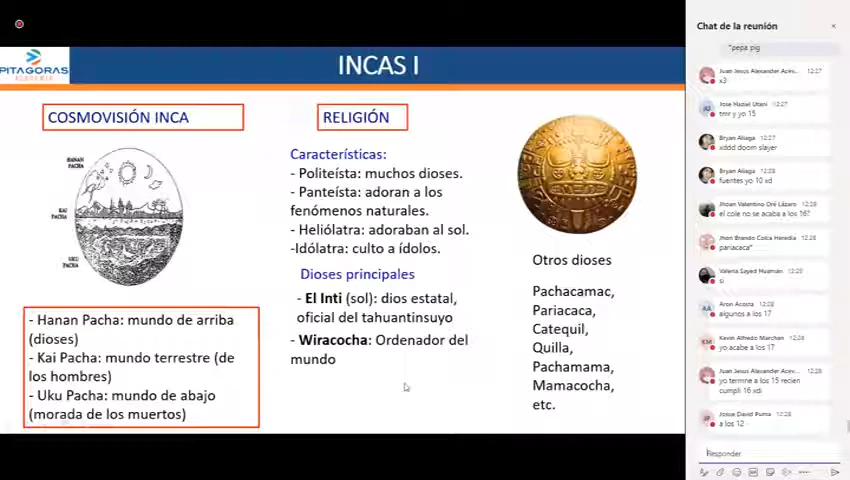 Chat de la reunión
PITAGORAS
ACADEMIA
INCAS I
COSMOVISIÓN INCA
HANAN
PACHA
KAI
PACHA
UKU
PACHA
- Hanan Pacha: mundo de arriba
(dioses)
- Kai Pacha: mundo terrestre (de
los hombres)
- Uku Pacha: mundo de abajo
(morada de los muertos)
RELIGIÓN
Características:
- Politeísta: muchos dioses.
- Panteísta: adoran a los
fenómenos naturales.
- Heliólatra: adoraban al sol.
-Idólatra: culto a ídolos.
Dioses principales
- El Inti (sol): dios estatal,
oficial del tahuantinsuyo
- Wiracocha: Ordenador del
mundo
Otros dioses
Pachacamac,
Pariacaca,
Catequil,
Quilla,
Pachamama,
Mamacocha,
etc.
"pepa pig
Juan Jesus Alexander Acev... 12:27
x3
Jose Naziel Utani 12:27
tmr y yo 15
Bryan Aliaga 12:27
xddd doom slayer
Bryan Aliaga 12:28
fuentes yo 10 xd
Jhoan Valentino Oré Lázaro 12:28
el cole no se acaba a los 16?
Jhon Brando Colca Heredia 12:28
pariacaca"
Valeria Sayed Huamán 12:28
si
AA
Aron Acosta 12:28
algunos a los 17
KM
Kevin Alfredo Marchan 12:28
yo acabe a los 17
Juan Jesus Alexander Acev... 12:28
yo termne a los 15 recien
cumpli 16 xdi
JP
Josue David Puma 12:28
a los 12
Responder